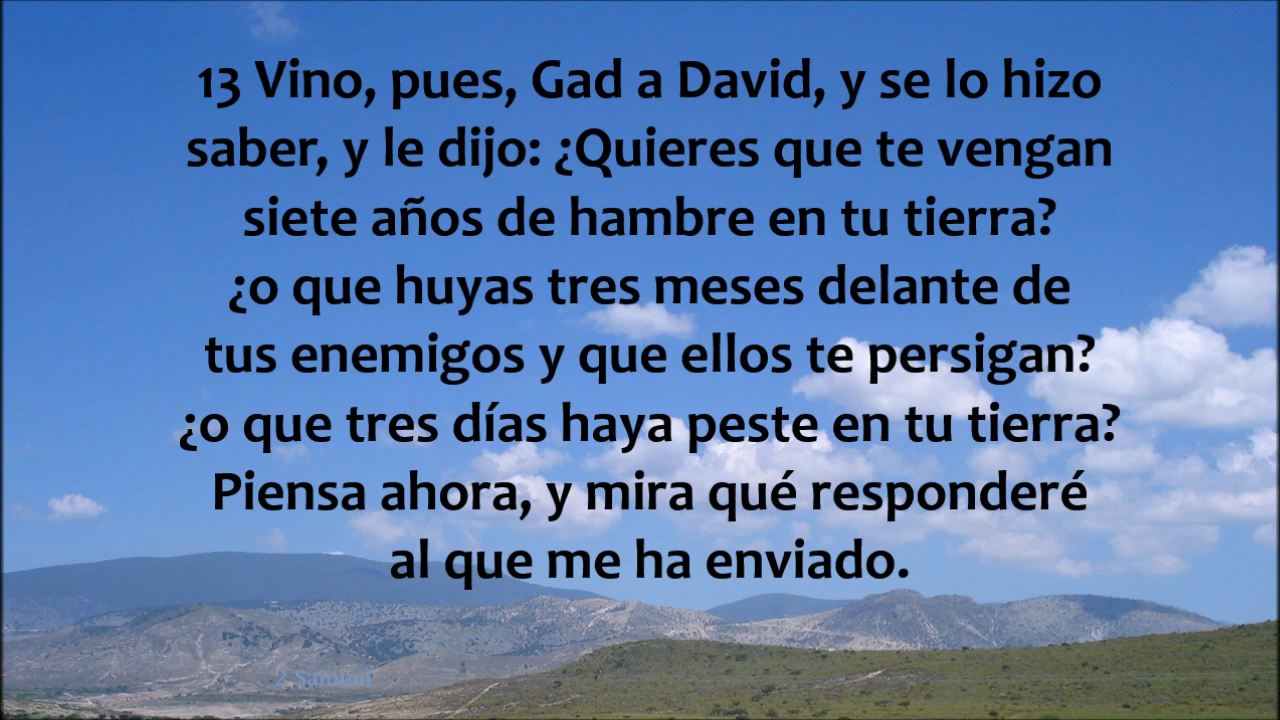 13 Vino, pues, Gad a David, y se lo hizo
saber, y le dijo: ¿Quieres que te vengan
siete años de hambre en tu tierra?
¿o que huyas tres meses delante de
tus enemigos y que ellos te persigan?
¿o que tres días haya peste en tu tierra?
Piensa ahora, y mira qué responderé
al que me ha enviado.
2 Samuel